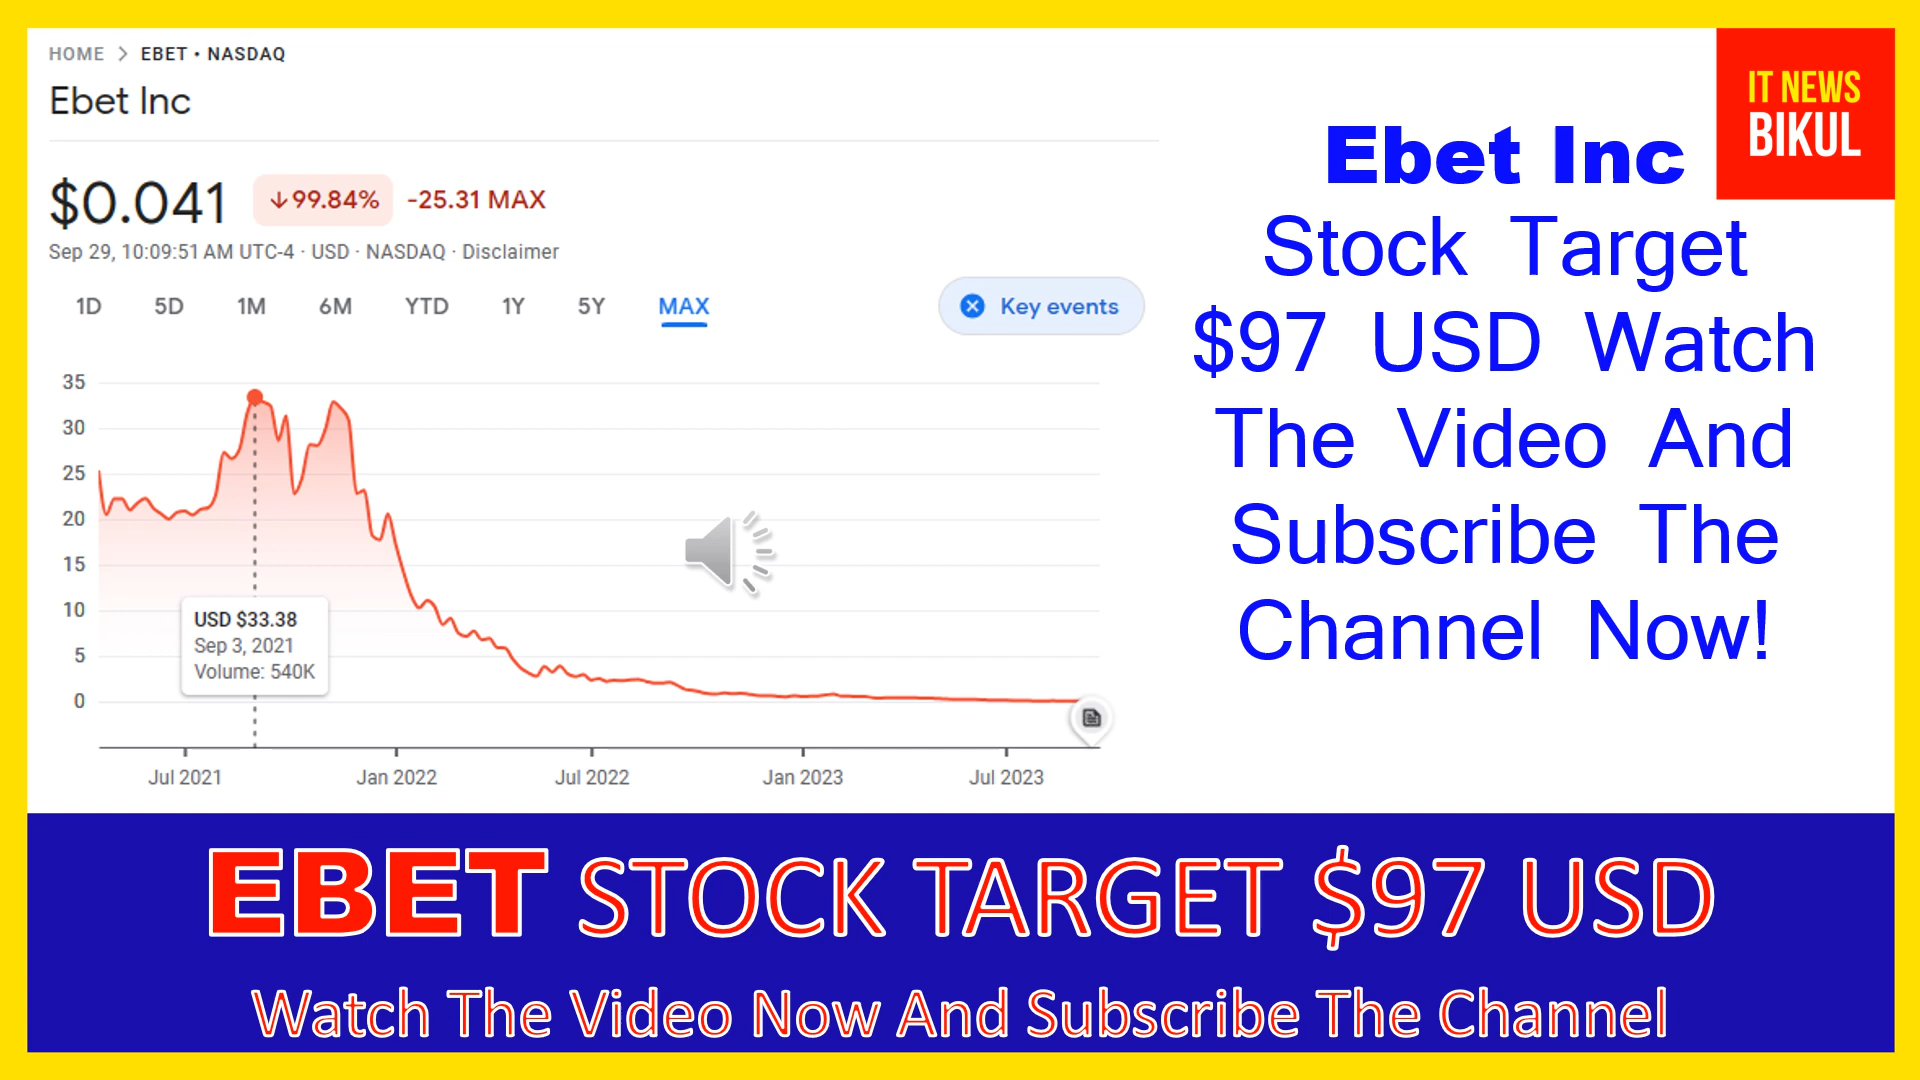 HOME > EBET • NASDAQ
Ebet Inc
$0.041 ↓99.84% -25.31 MAX
Sep 29, 10:09:51 AM UTC-4 · USD · NASDAQ · Disclaimer
1D 5D 1M 6M YTD 1Y 5Y MAX
Key events
35
30
25
20
15
10
5
0
USD $33.38
Sep 3, 2021
Volume: 540K
Jul 2021 Jan 2022 Jul 2022 Jan 2023 Jul 2023
IT NEWS
BIKUL
Ebet Inc
Stock Target
$97 USD Watch
The Video And
Subscribe The
Channel Now!
EBET STOCK TARGET $97 USD
Watch The Video Now And Subscribe The Channel